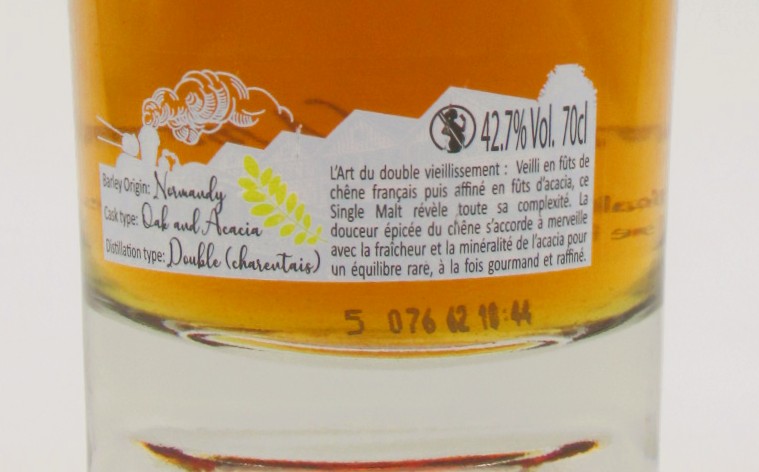 42.7% Vol. 70cl
Barley Origin: Normandy
Cask type: Oak and Acacia
Distillation type: Double (charentais)
L'Art du double vieillissement : Veilli en fûts de
chêne français puis affiné en fûts d'acacia, ce
Single Malt révèle toute sa complexité. La
douceur épicée du chêne s'accorde à merveille
avec la fraîcheur et la minéralité de l'acacia pour
un équilibre rare, à la fois gourmand et raffiné.
5 076 62 18:44